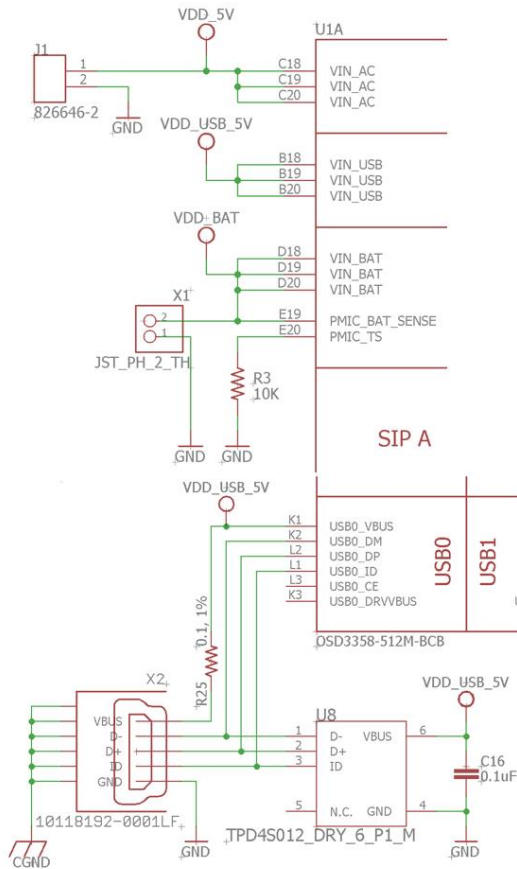 VDD_5V
J1
U1A
1
2
826646-2
GND
C18
C19
C20
VIN_AC
VIN_AC
VIN_AC
VDD_USB_5V
B18
B19
B20
VIN_USB
VIN_USB
VIN_USB
VDD_BAT
D18
D19
D20
VIN_BAT
VIN_BAT
VIN_BAT
X1
2
1
JST_PH_2_TH
E19
E20
PMIC_BAT_SENSE
PMIC_TS
R3
10K
GND
GND
SIP A
VDD_USB_5V
K1
K2
L2
L1
L3
K3
USB0_VBUS
USB0_DM
USB0_DP
USB0_ID
USB0_CE
USB0_DRVVBUS
USB0
USB1
U
OSD3358-512M-BCB
0.1, 1%
R25
X2
VBUS
D-
D+
ID
GND
10118192-0001LF
CGND
GND
U8
1
2
3
5
D-
D+
ID
N.C.
VBUS
GND
6
4
TPD4S012_DRY_6_P1_M
VDD_USB_5V
C16
0.1uF
GND